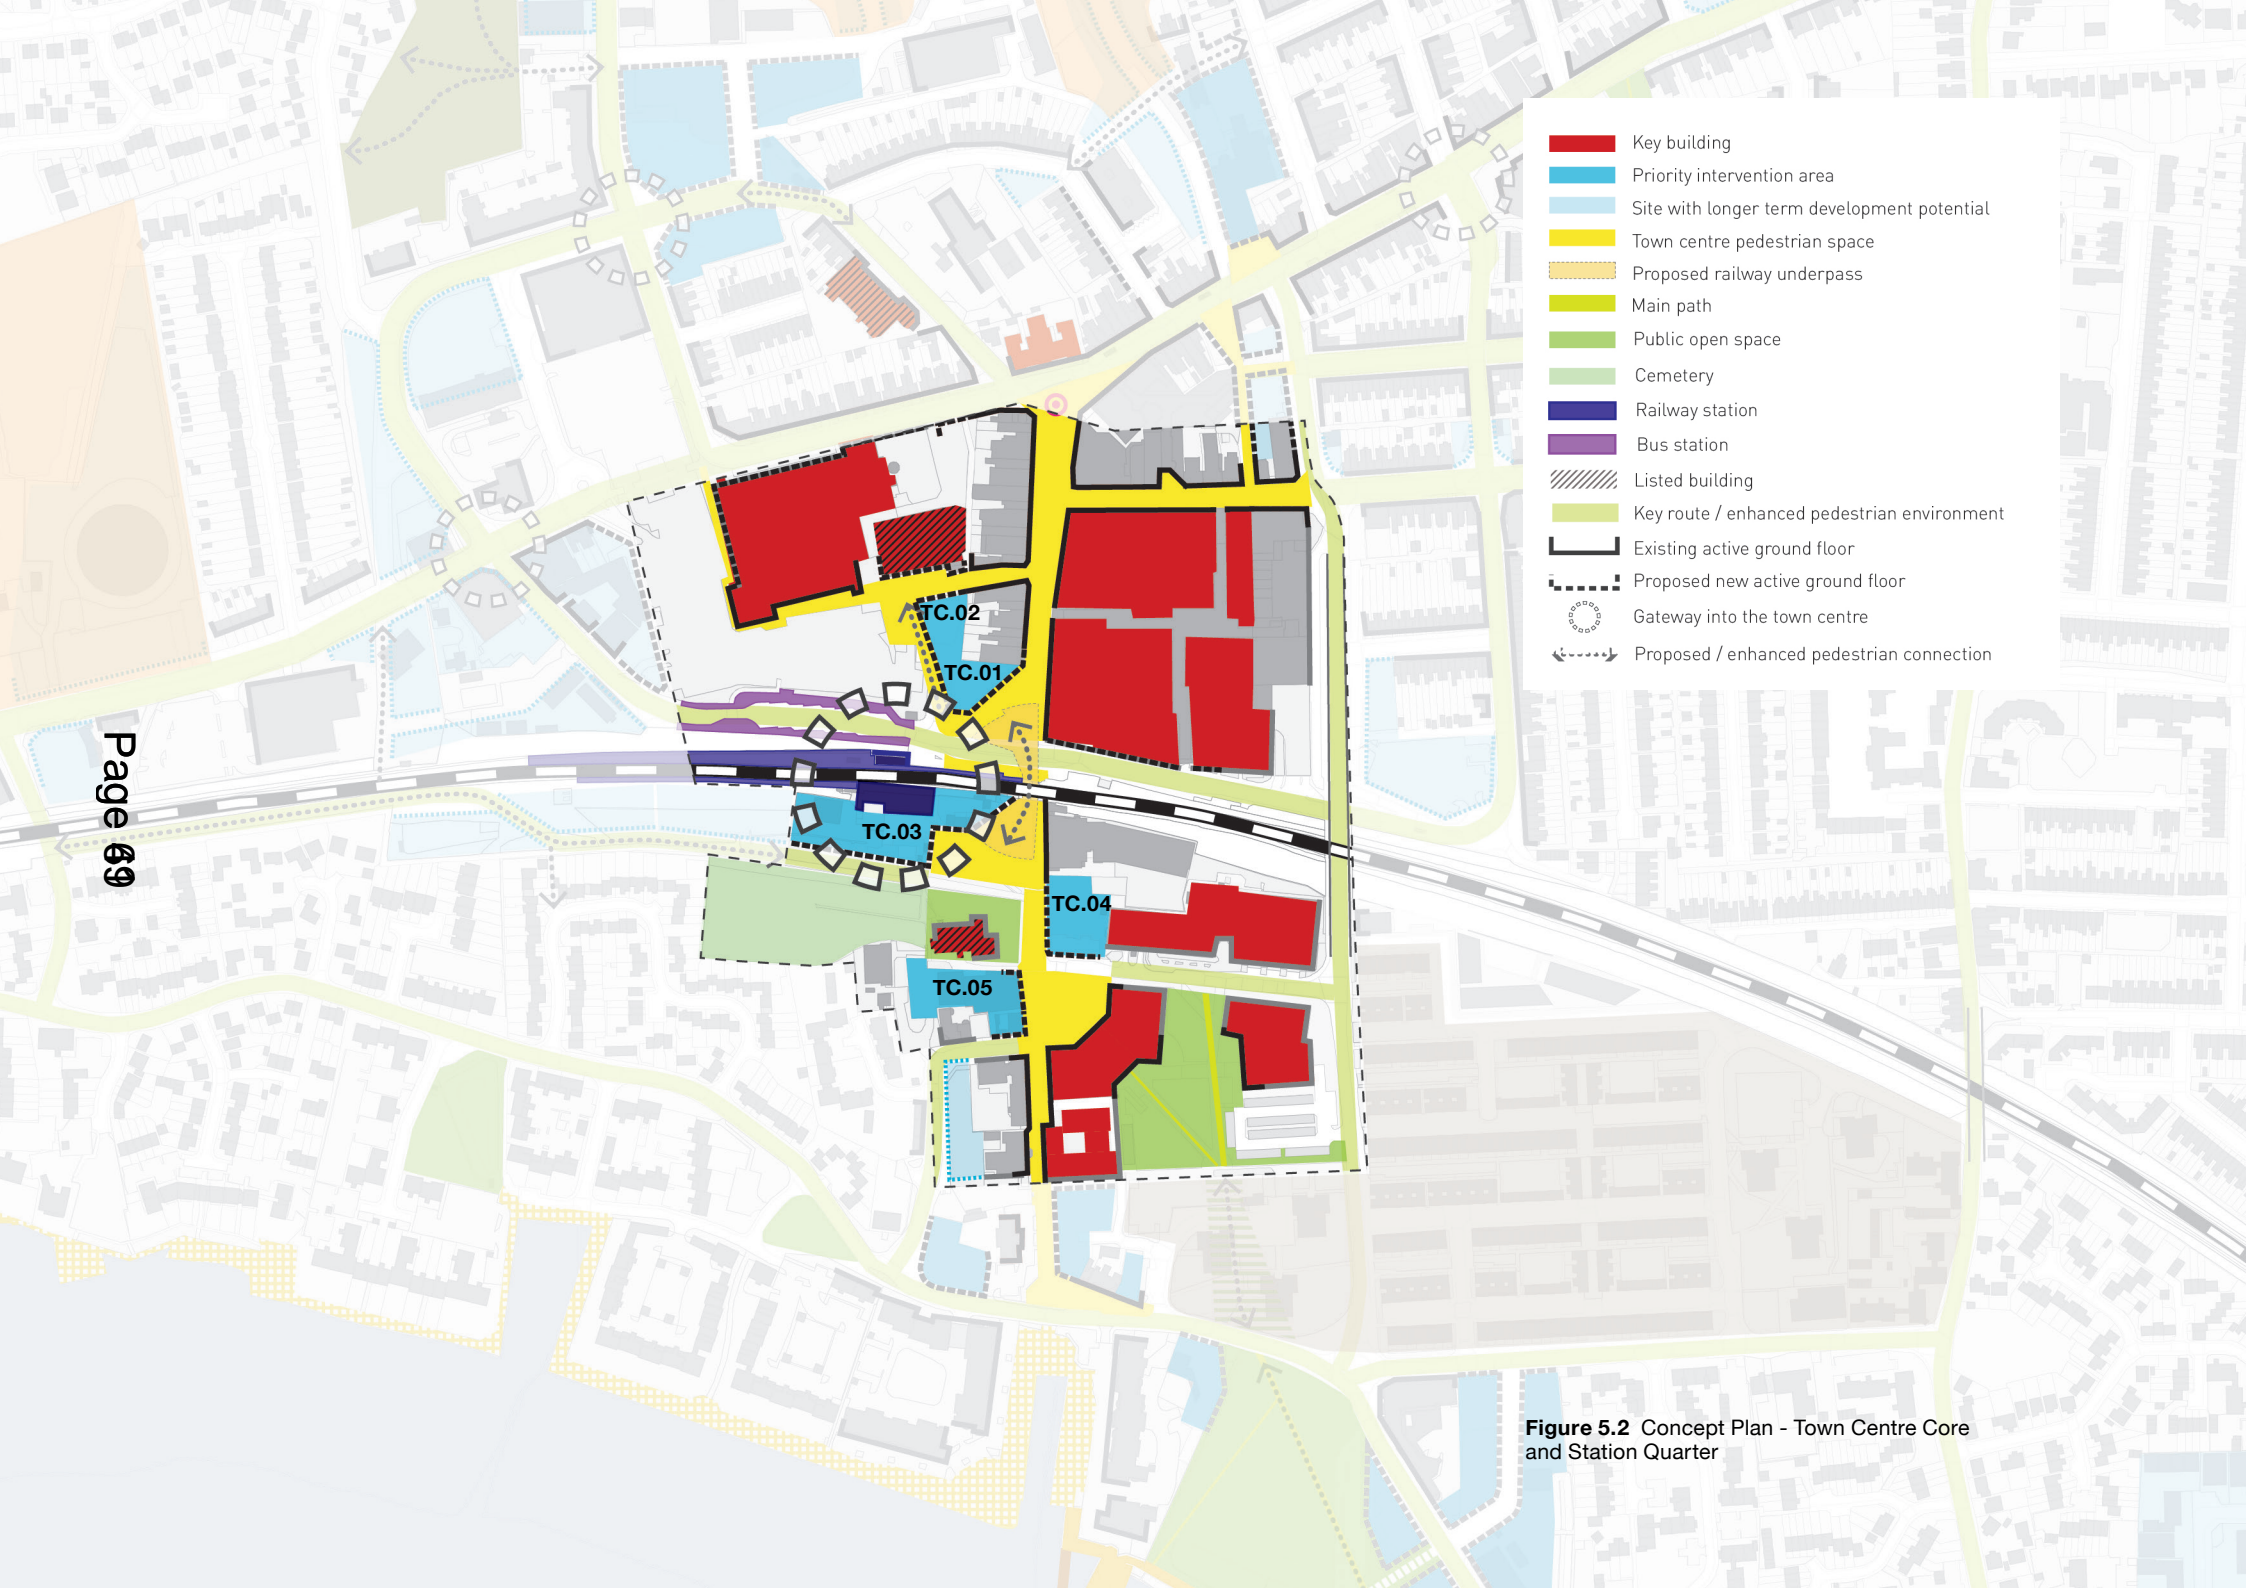 Key building
Priority intervention area
Site with longer term development potential
Town centre pedestrian space
Proposed railway underpass
Main path
Public open space
Cemetery
Railway station
Bus station
Listed building
Key route / enhanced pedestrian environment
Existing active ground floor
Proposed new active ground floor
Gateway into the town centre
Proposed / enhanced pedestrian connection
TC.02
TC.01
TC.03
TC.04
TC.05
Page
Figure 5.2 Concept Plan - Town Centre Core
and Station Quarter